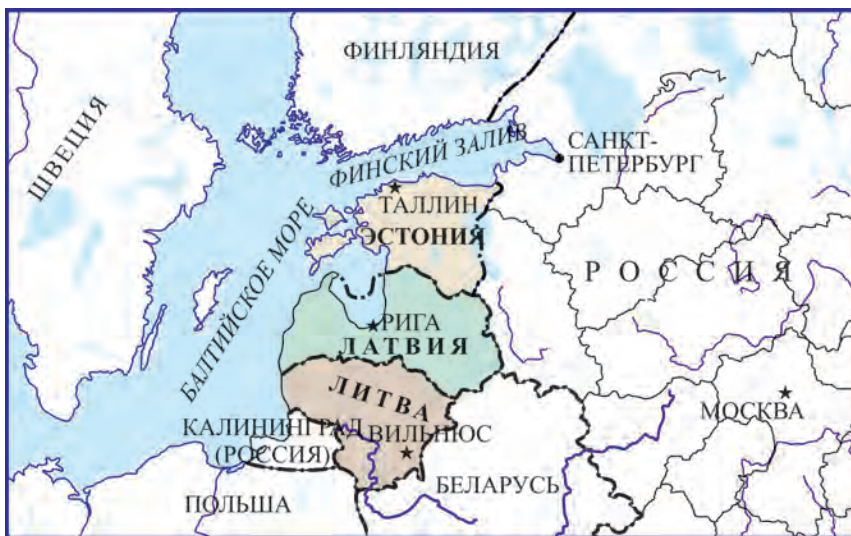 ФИНЛЯНДИЯ
ШВЕЦИЯ
ФИНСКИЙ ЗАЛИВ
САНКТ-
ПЕТЕРБУРГ
ТАЛЛИН
ЭСТОНИЯ
БАЛТИЙСКОЕ МОРЕ
РОССИЯ
РИГА
ЛАТВИЯ
ЛИТВА
МОСКВА
КАЛИНИНГРАД
(РОССИЯ)
ВИЛЬНЮС
БЕЛАРУСЬ
ПОЛЬША